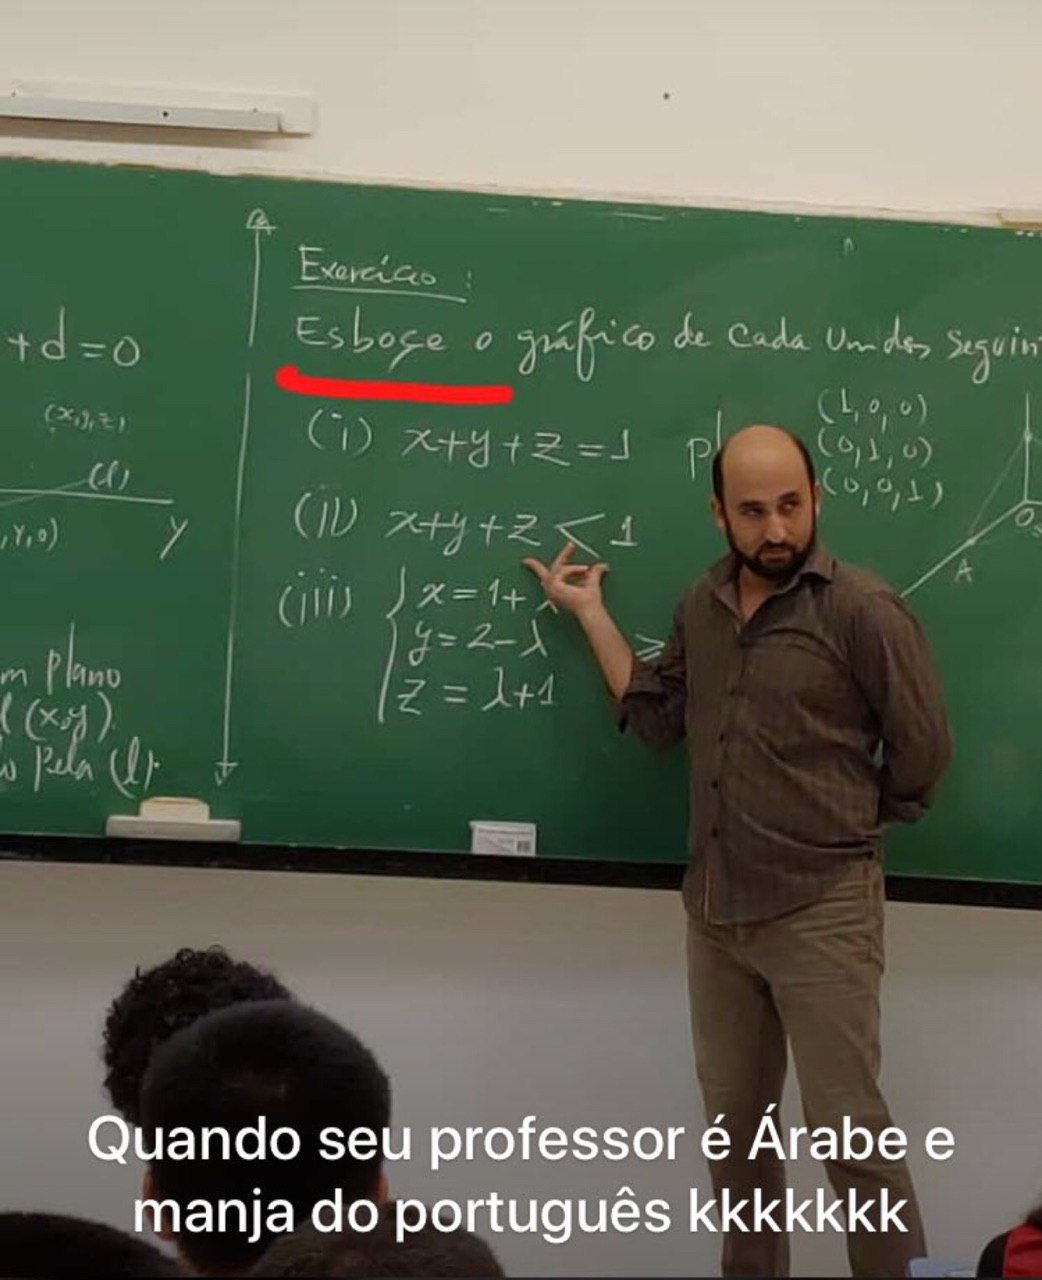 +d=0
(x,y,z)
(l)
,Y,0)
y
m plano
(x,y).
pela (l).
Exercício :
Esboçe o gráfico de cada um dos seguin
(i) x+y+z=1
(ii) x+y+z<1
(iii) { x=1+λ
y=2-λ
z=λ+1
(1,0,0)
(0,1,0)
(0,0,1)
O
A
Quando seu professor é Árabe e
manja do português kkkkkkk